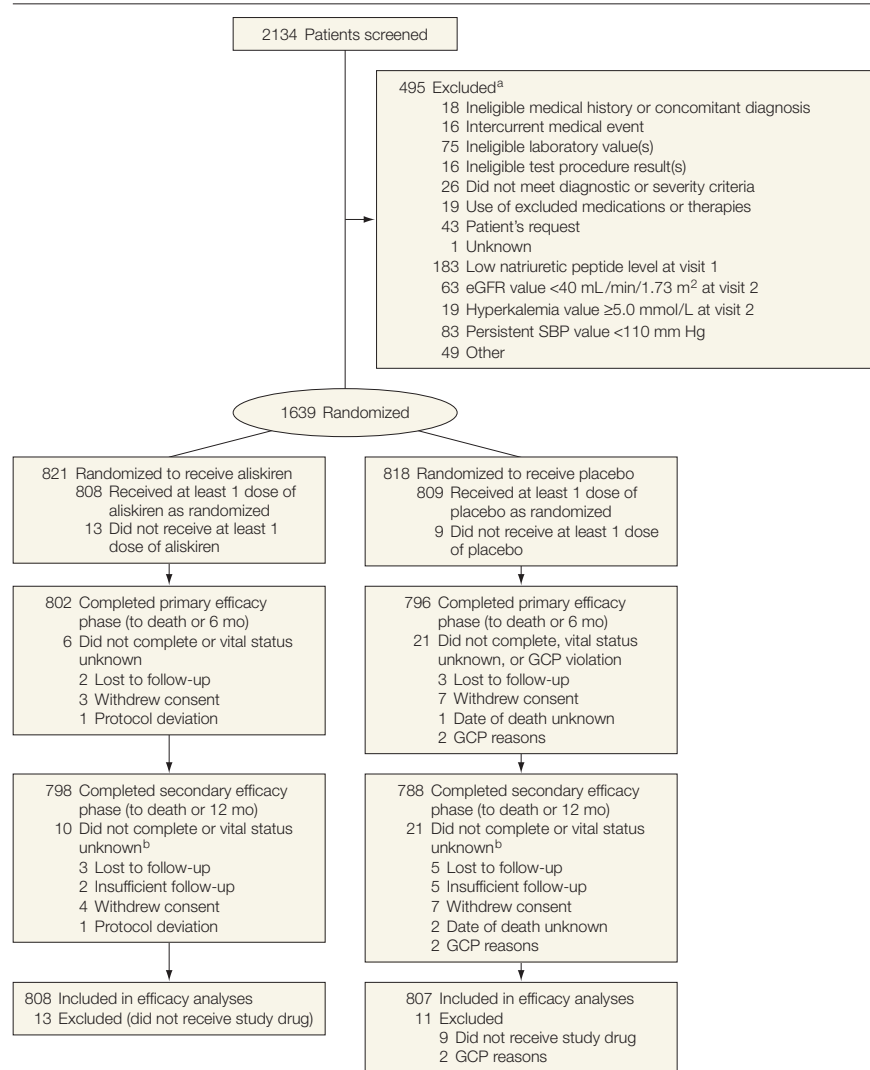 2134 Patients screened
495 Excludedᵃ
18 Ineligible medical history or concomitant diagnosis
16 Intercurrent medical event
75 Ineligible laboratory value(s)
16 Ineligible test procedure result(s)
26 Did not meet diagnostic or severity criteria
19 Use of excluded medications or therapies
43 Patient's request
1 Unknown
183 Low natriuretic peptide level at visit 1
63 eGFR value <40 mL/min/1.73 m² at visit 2
19 Hyperkalemia value ≥5.0 mmol/L at visit 2
83 Persistent SBP value <110 mm Hg
49 Other
1639 Randomized
821 Randomized to receive aliskiren
808 Received at least 1 dose of
aliskiren as randomized
13 Did not receive at least 1
dose of aliskiren
818 Randomized to receive placebo
809 Received at least 1 dose of
placebo as randomized
9 Did not receive at least 1 dose
of placebo
802 Completed primary efficacy
phase (to death or 6 mo)
6 Did not complete or vital status
unknown
2 Lost to follow-up
3 Withdrew consent
1 Protocol deviation
796 Completed primary efficacy
phase (to death or 6 mo)
21 Did not complete, vital status
unknown, or GCP violation
3 Lost to follow-up
7 Withdrew consent
1 Date of death unknown
2 GCP reasons
798 Completed secondary efficacy
phase (to death or 12 mo)
10 Did not complete or vital status
unknownᵇ
3 Lost to follow-up
2 Insufficient follow-up
4 Withdrew consent
1 Protocol deviation
788 Completed secondary efficacy
phase (to death or 12 mo)
21 Did not complete or vital status
unknownᵇ
5 Lost to follow-up
5 Insufficient follow-up
7 Withdrew consent
2 Date of death unknown
2 GCP reasons
808 Included in efficacy analyses
13 Excluded (did not receive study drug)
807 Included in efficacy analyses
11 Excluded
9 Did not receive study drug
2 GCP reasons